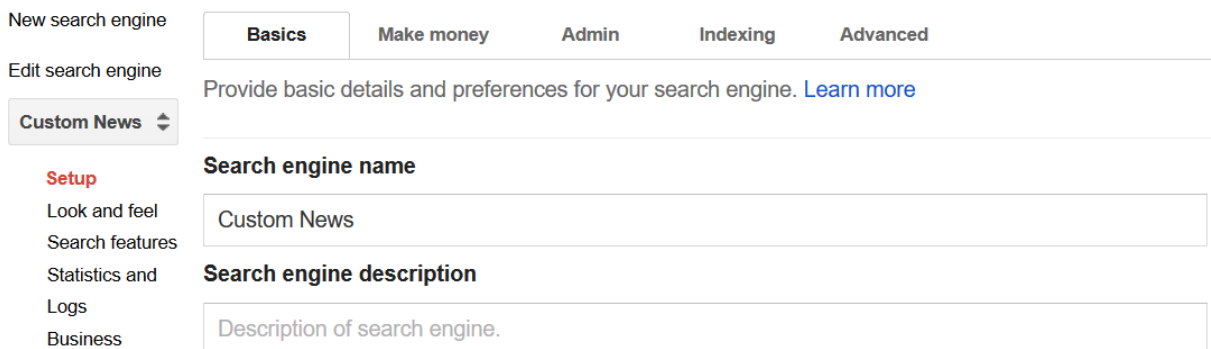 New search engine
Edit search engine
Custom News
Setup
Look and feel
Search features
Statistics and
Logs
Business
Basics Make money Admin Indexing Advanced
Provide basic details and preferences for your search engine. Learn more
Search engine name
Custom News
Search engine description
Description of search engine.